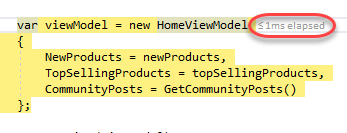 var viewModel = new HomeViewModel ≤1ms elapsed
{
NewProducts = newProducts,
TopSellingProducts = topSellingProducts,
CommunityPosts = GetCommunityPosts()
};